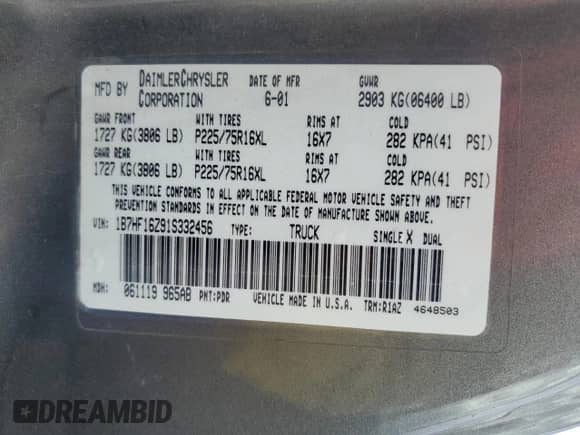 MFD BY DAIMLERCHRYSLER CORPORATION DATE OF MFR 6-01 GVWR 2903 KG(06400 LB)
GAWR FRONT WITH TIRES RIMS AT COLD
1727 KG(3806 LB) P225/75R16XL 16X7 282 KPA(41 PSI)
GAWR REAR WITH TIRES RIMS AT COLD
1727 KG(3806 LB) P225/75R16XL 16X7 282 KPA(41 PSI)
THIS VEHICLE CONFORMS TO ALL APPLICABLE FEDERAL MOTOR VEHICLE SAFETY AND THEFT
PREVENTION STANDARDS IN EFFECT ON THE DATE OF MANUFACTURE SHOWN ABOVE.
VIN: 1B7HF16Z91S332456 TYPE: TRUCK SINGLE X DUAL
MDH: 061119 965AB PNT:PDR VEHICLE MADE IN U.S.A. TRM:R1AZ 4648503
DREAMBID